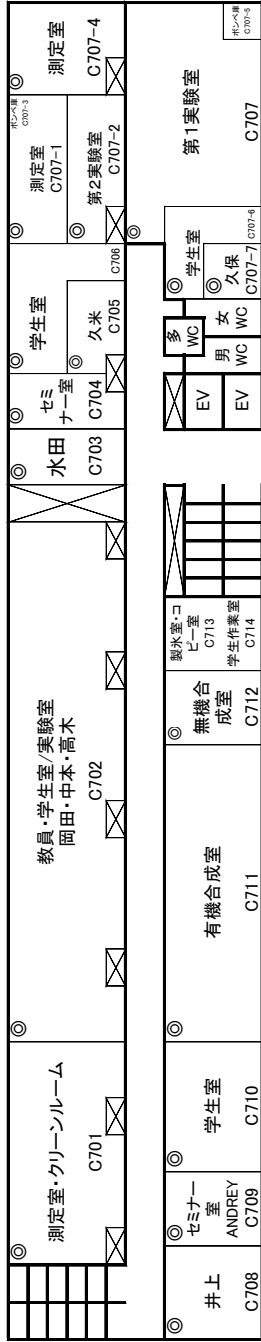 測定室・クリーンルーム
C701
教員・学生室/実験室
岡田・中本・高木
C702
水田
C703
セミ
ナー室
C704
学生室
C706
久米
C705
ボンベ庫
C707-3
測定室
C707-1
第2実験室
C707-2
測定室
C707-4
井上
C708
セミナー
室
ANDREY
C709
学生室
C710
有機合成室
C711
無機合
成室
C712
製氷室・コ
ピー室
C713
学生作業室
C714
EV
EV
多
WC
男
WC
女
WC
学生室
C707-6
久保
C707-7
第1実験室
C707
ボンベ庫
C707-5